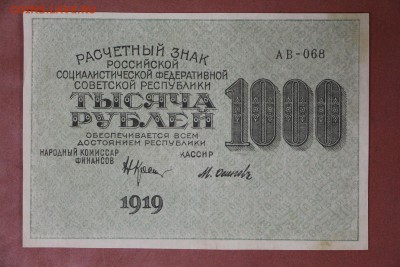 РАСЧЕТНЫЙ ЗНАК
РОССИЙСКОЙ
СОЦИАЛИСТИЧЕСКОЙ ФЕДЕРАТИВНОЙ
СОВЕТСКОЙ РЕСПУБЛИКИ
ТЫСЯЧА
РУБЛЕЙ
ОБЕСПЕЧИВАЕТСЯ ВСЕМ
ДОСТОЯНИЕМ РЕСПУБЛИКИ
НАРОДНЫЙ КОМИССАР
ФИНАНСОВ
КАССИР
1919
АВ-068
1000